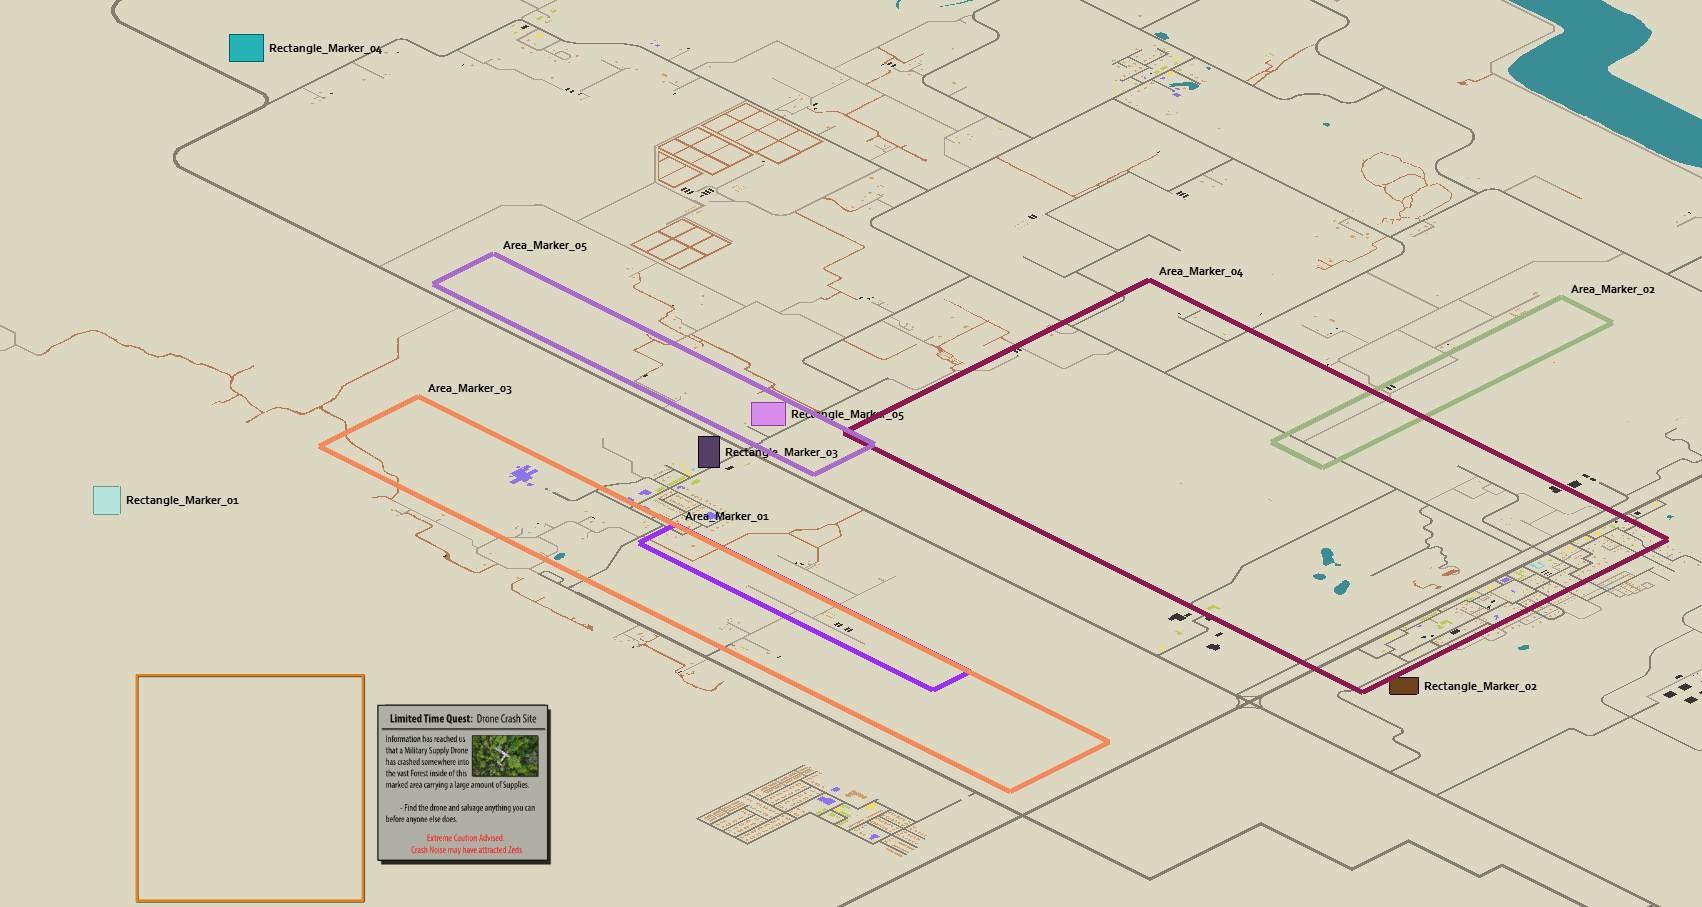 Rectangle_Marker_04
Area_Marker_05
Area_Marker_04
Area_Marker_02
Area_Marker_03
Rectangle_Marker_05
Rectangle_Marker_03
Rectangle_Marker_01
Area_Marker_01
Rectangle_Marker_02
Limited Time Quest: Drone Crash Site
Information has reached us
that a Military Supply Drone
has crashed somewhere into
the vast Forest inside of this
marked area carrying a large amount of Supplies.
- Find the drone and salvage anything you can
before anyone else does.
Extreme Caution Advised.
Crash Noise may have attracted Zeds